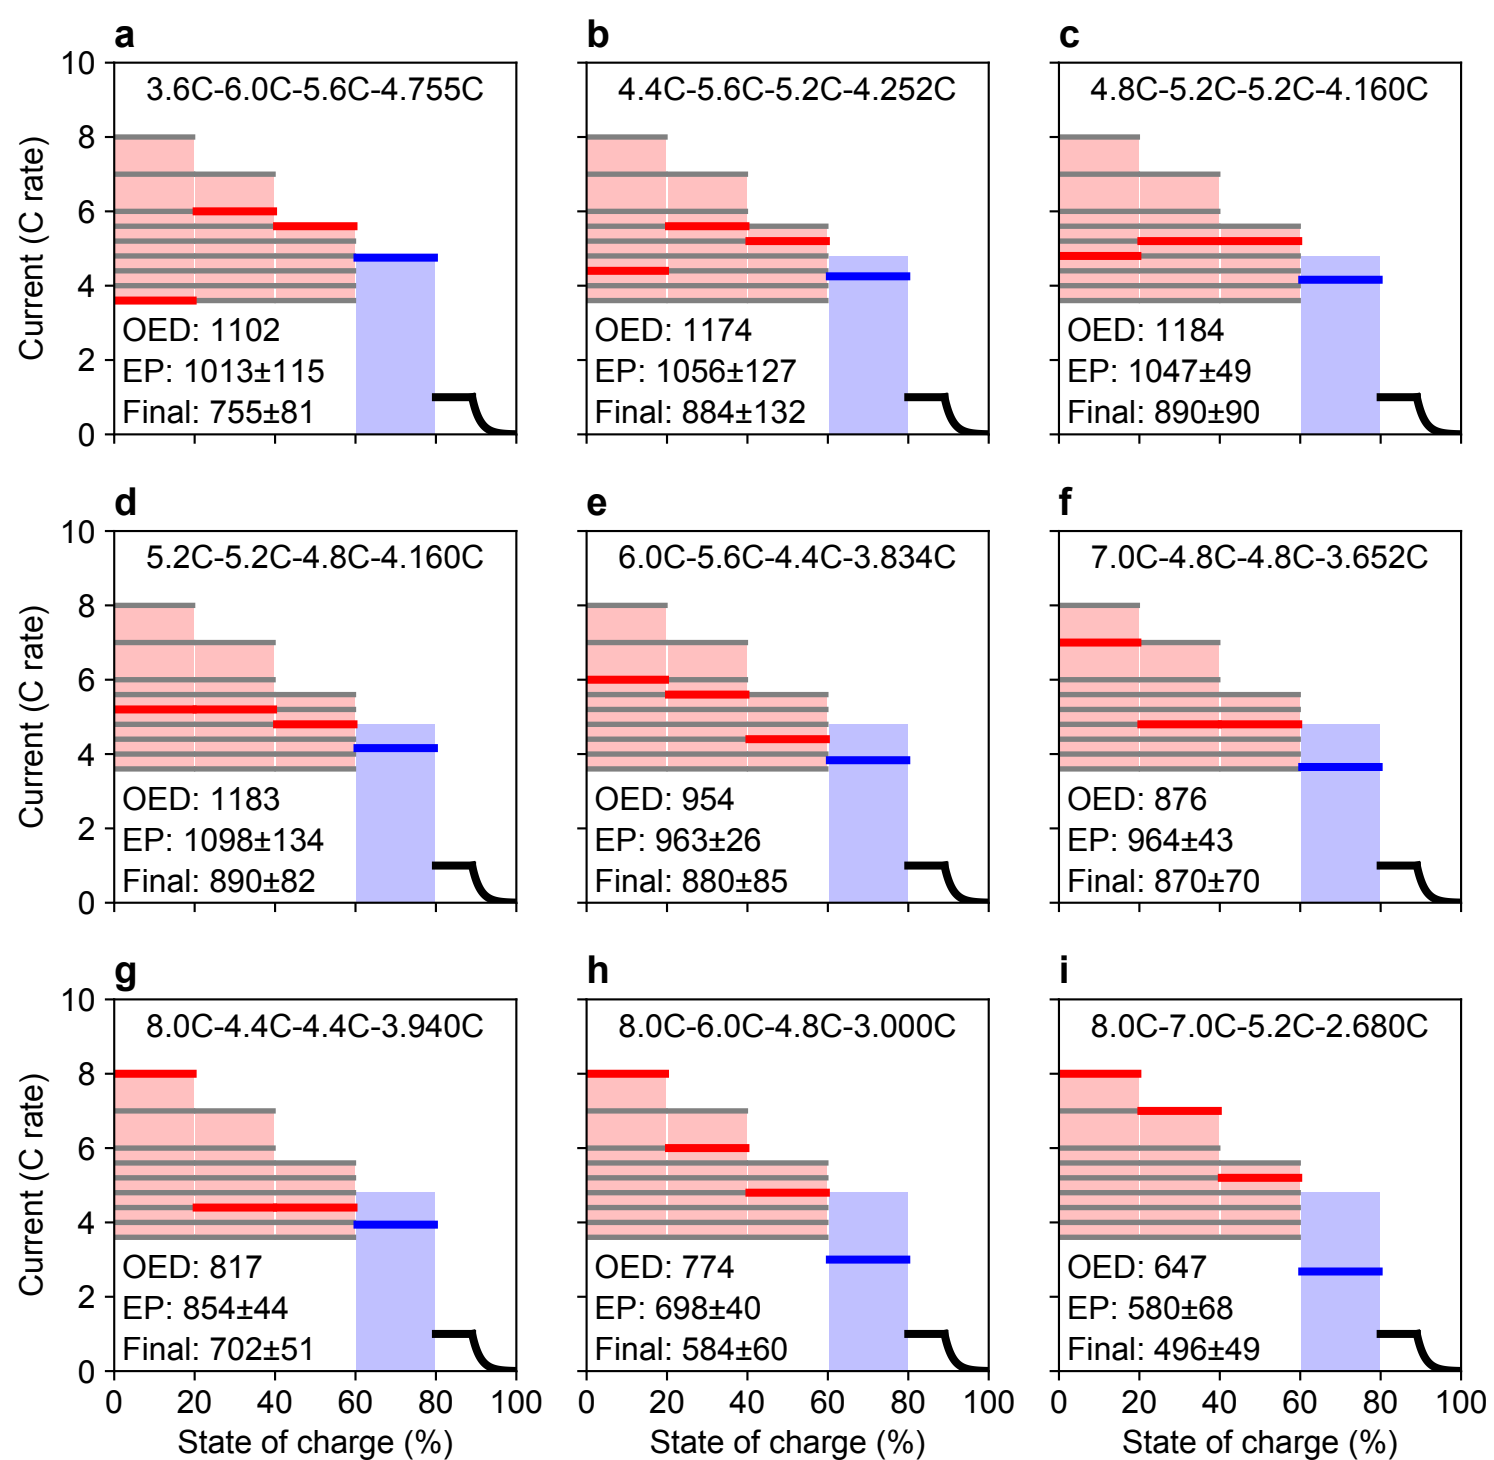 a
3.6C-6.0C-5.6C-4.755C
10
8
6
4
2
0
Current (C rate)
OED: 1102
EP: 1013±115
Final: 755±81
b
4.4C-5.6C-5.2C-4.252C
OED: 1174
EP: 1056±127
Final: 884±132
c
4.8C-5.2C-5.2C-4.160C
OED: 1184
EP: 1047±49
Final: 890±90
d
5.2C-5.2C-4.8C-4.160C
10
8
6
4
2
0
Current (C rate)
OED: 1183
EP: 1098±134
Final: 890±82
e
6.0C-5.6C-4.4C-3.834C
OED: 954
EP: 963±26
Final: 880±85
f
7.0C-4.8C-4.8C-3.652C
OED: 876
EP: 964±43
Final: 870±70
g
8.0C-4.4C-4.4C-3.940C
10
8
6
4
2
0
Current (C rate)
OED: 817
EP: 854±44
Final: 702±51
0 20 40 60 80 100
State of charge (%)
h
8.0C-6.0C-4.8C-3.000C
OED: 774
EP: 698±40
Final: 584±60
0 20 40 60 80 100
State of charge (%)
i
8.0C-7.0C-5.2C-2.680C
OED: 647
EP: 580±68
Final: 496±49
0 20 40 60 80 100
State of charge (%)